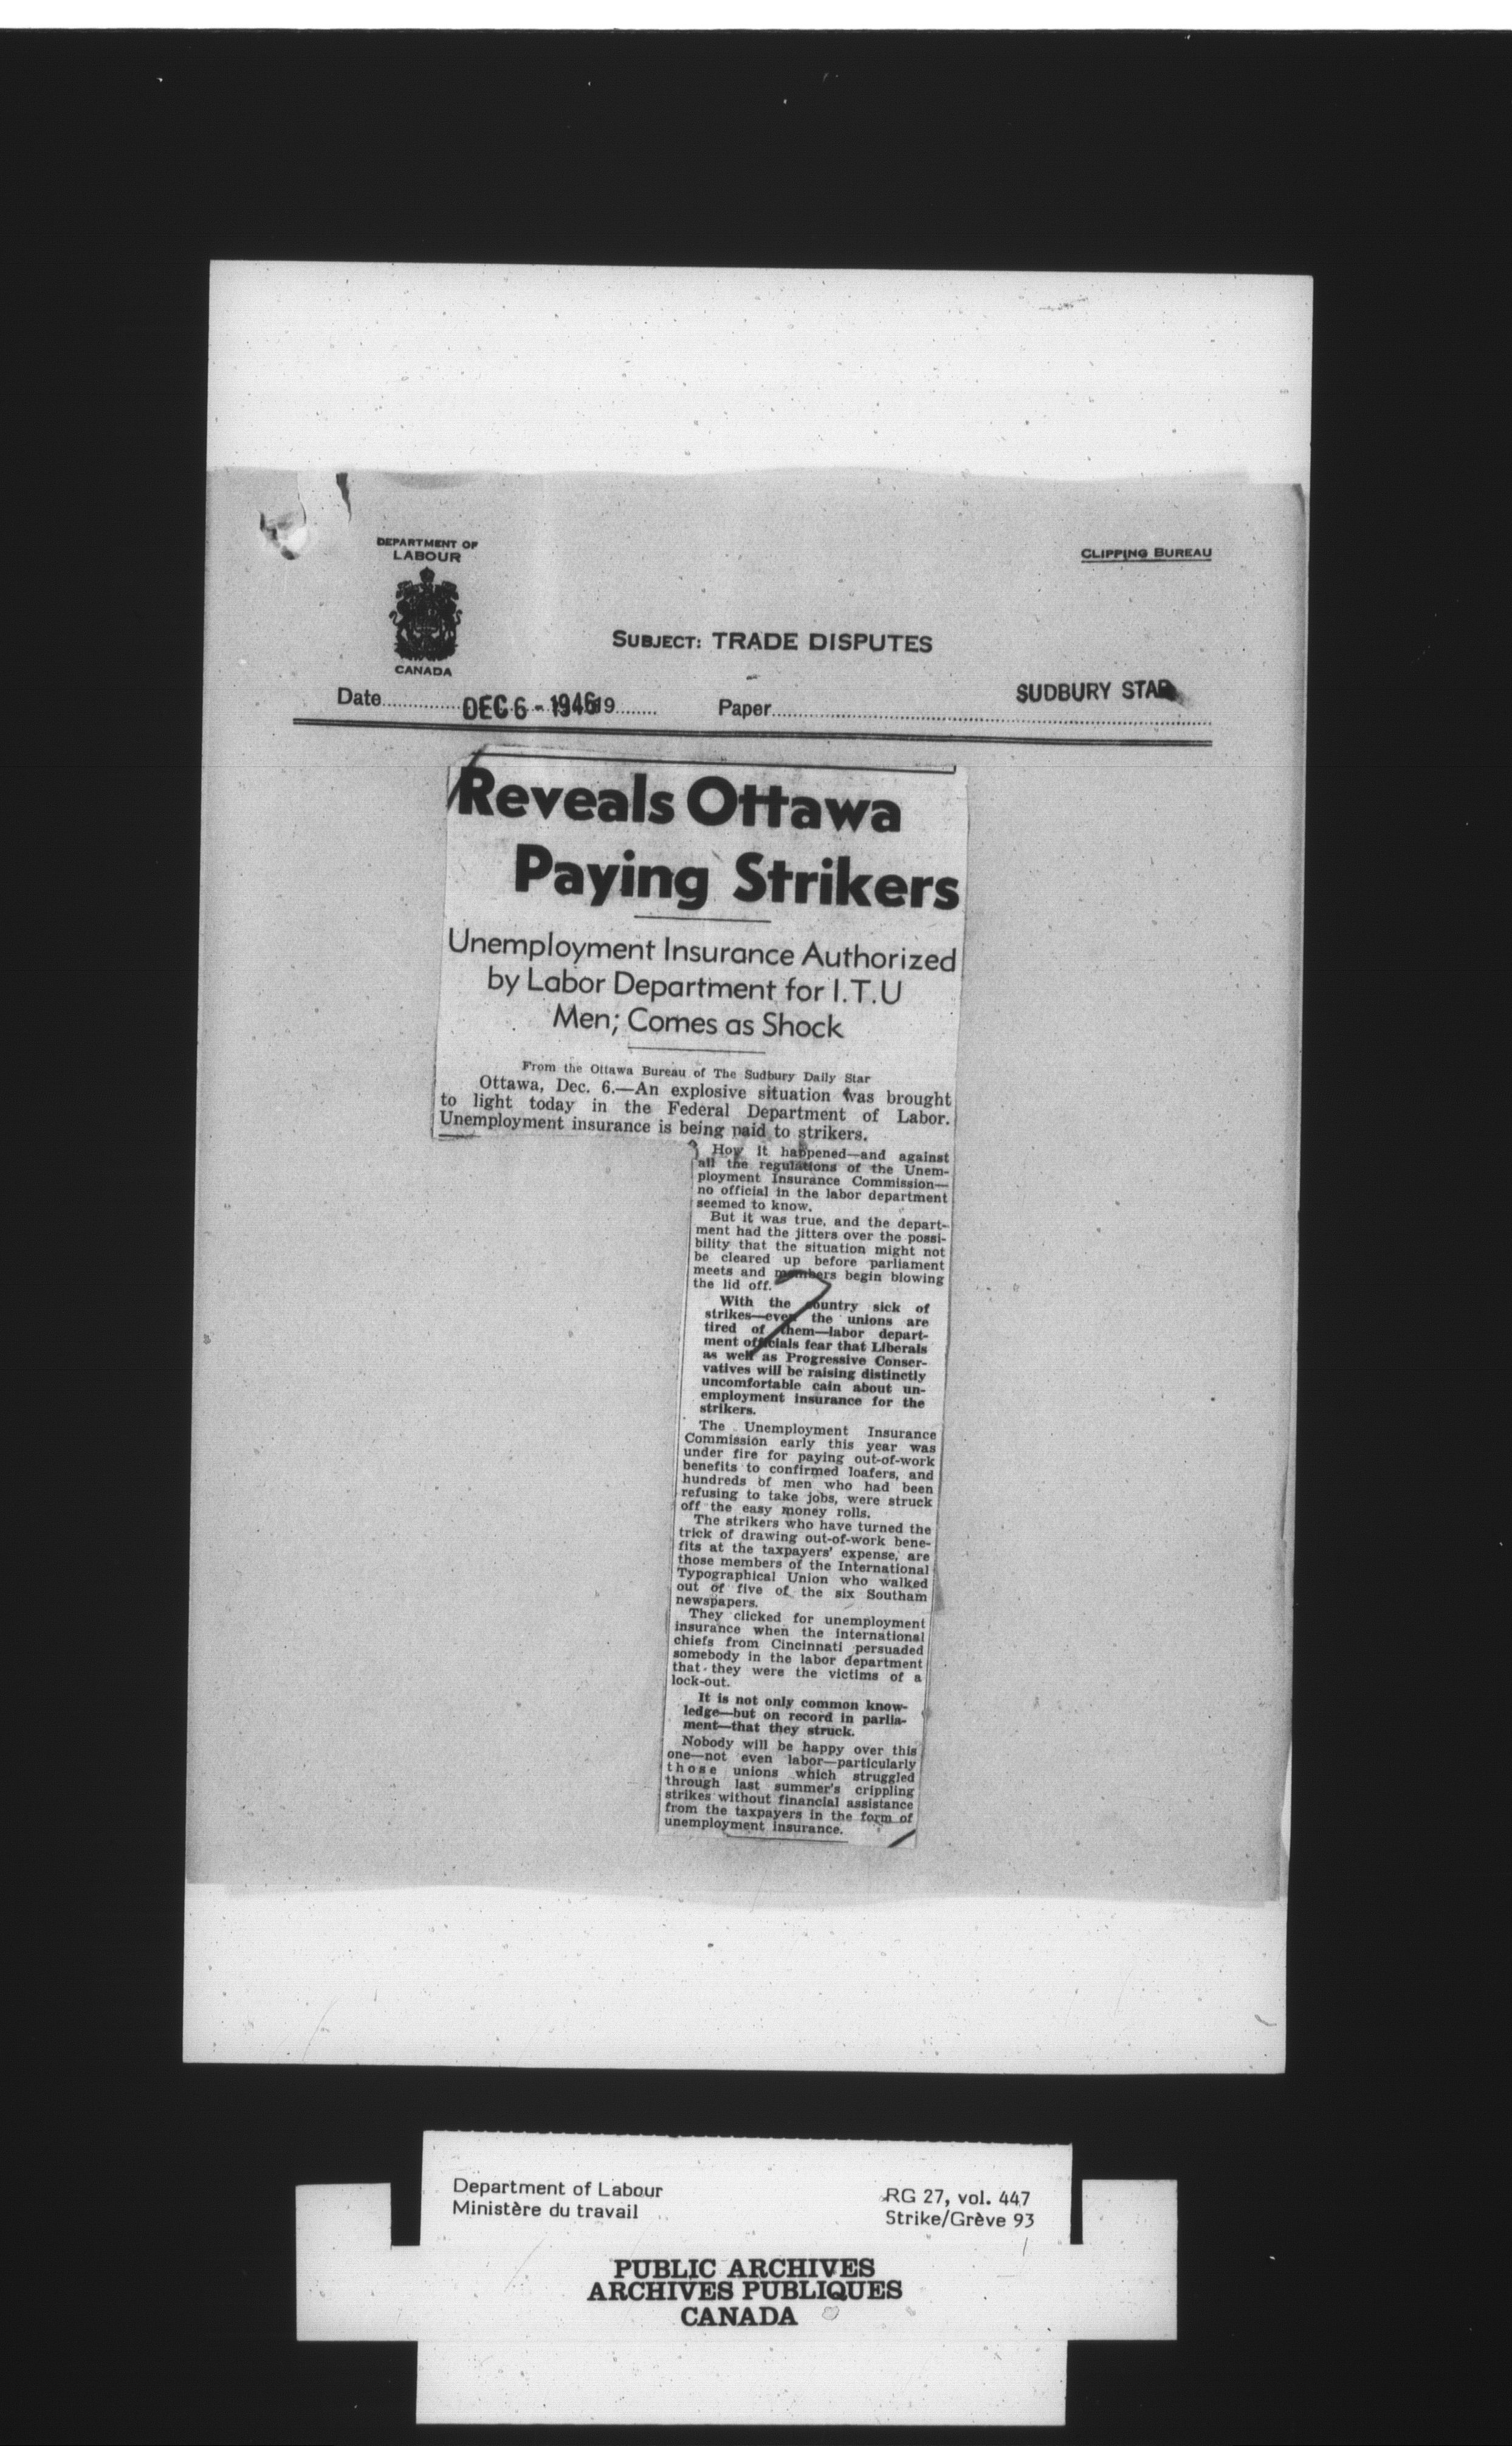 DEPARTMENT OF
LABOUR
CANADA
CLIPPING BUREAU
SUBJECT: TRADE DISPUTES
Date DEC 6 - 1946 19
Paper SUDBURY STAR
Reveals Ottawa
Paying Strikers
Unemployment Insurance Authorized
by Labor Department for I.T.U
Men; Comes as Shock
From the Ottawa Bureau of The Sudbury Daily Star
Ottawa, Dec. 6.—An explosive situation was brought
to light today in the Federal Department of Labor.
Unemployment insurance is being paid to strikers.
How it happened—and against
all the regulations of the Unem-
ployment Insurance Commission—
no official in the labor department
seemed to know.
But it was true, and the depart-
ment had the jitters over the possi-
bility that the situation might not
be cleared up before parliament
meets and members begin blowing
the lid off.
With the country sick of
strikes—even the unions are
tired of them—labor depart-
ment officials fear that Liberals
as well as Progressive Conser-
vatives will be raising distinctly
uncomfortable cain about un-
employment insurance for the
strikers.
The Unemployment Insurance
Commission early this year was
under fire for paying out-of-work
benefits to confirmed loafers, and
hundreds of men who had been
refusing to take jobs, were struck
off the easy money rolls.
The strikers who have turned the
trick of drawing out-of-work bene-
fits at the taxpayers' expense, are
those members of the International
Typographical Union who walked
out of five of the six Southam
newspapers.
They clicked for unemployment
insurance when the international
chiefs from Cincinnati persuaded
somebody in the labor department
that they were the victims of a
lock-out.
It is not only common know-
ledge—but on record in parlia-
ment—that they struck.
Nobody will be happy over this
one—not even labor—particularly
those unions which struggled
through last summer's crippling
strikes without financial assistance
from the taxpayers in the form of
unemployment insurance.
Department of Labour
Ministère du travail
RG 27, vol. 447
Strike/Grève 93
PUBLIC ARCHIVES
ARCHIVES PUBLIQUES
CANADA